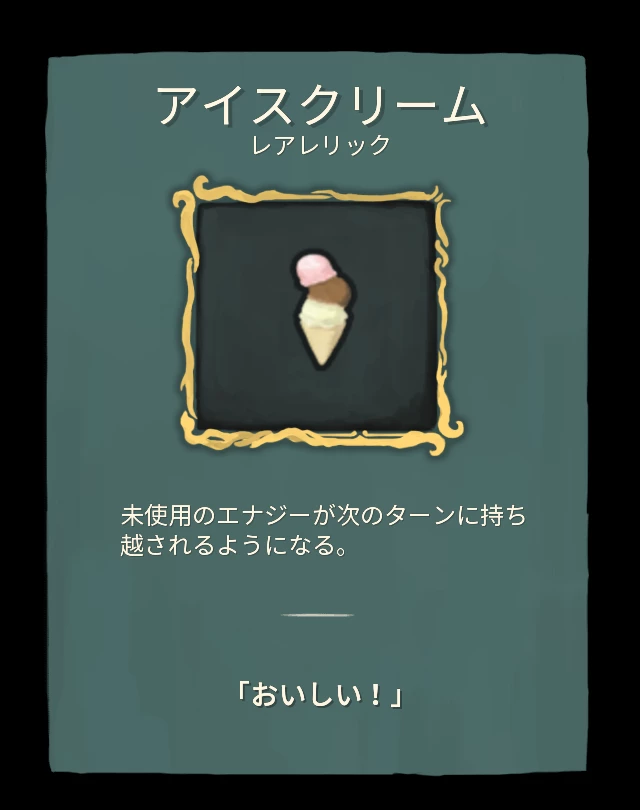 アイスクリーム
レアレリック
未使用のエナジーが次のターンに持ち
越されるようになる。
「おいしい！」